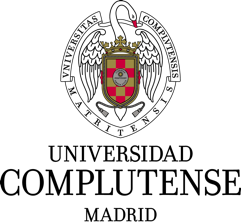 UNIVERSITAS COMPLUTENSIS
MATRITENSIS
UNIVERSIDAD
COMPLUTENSE
MADRID